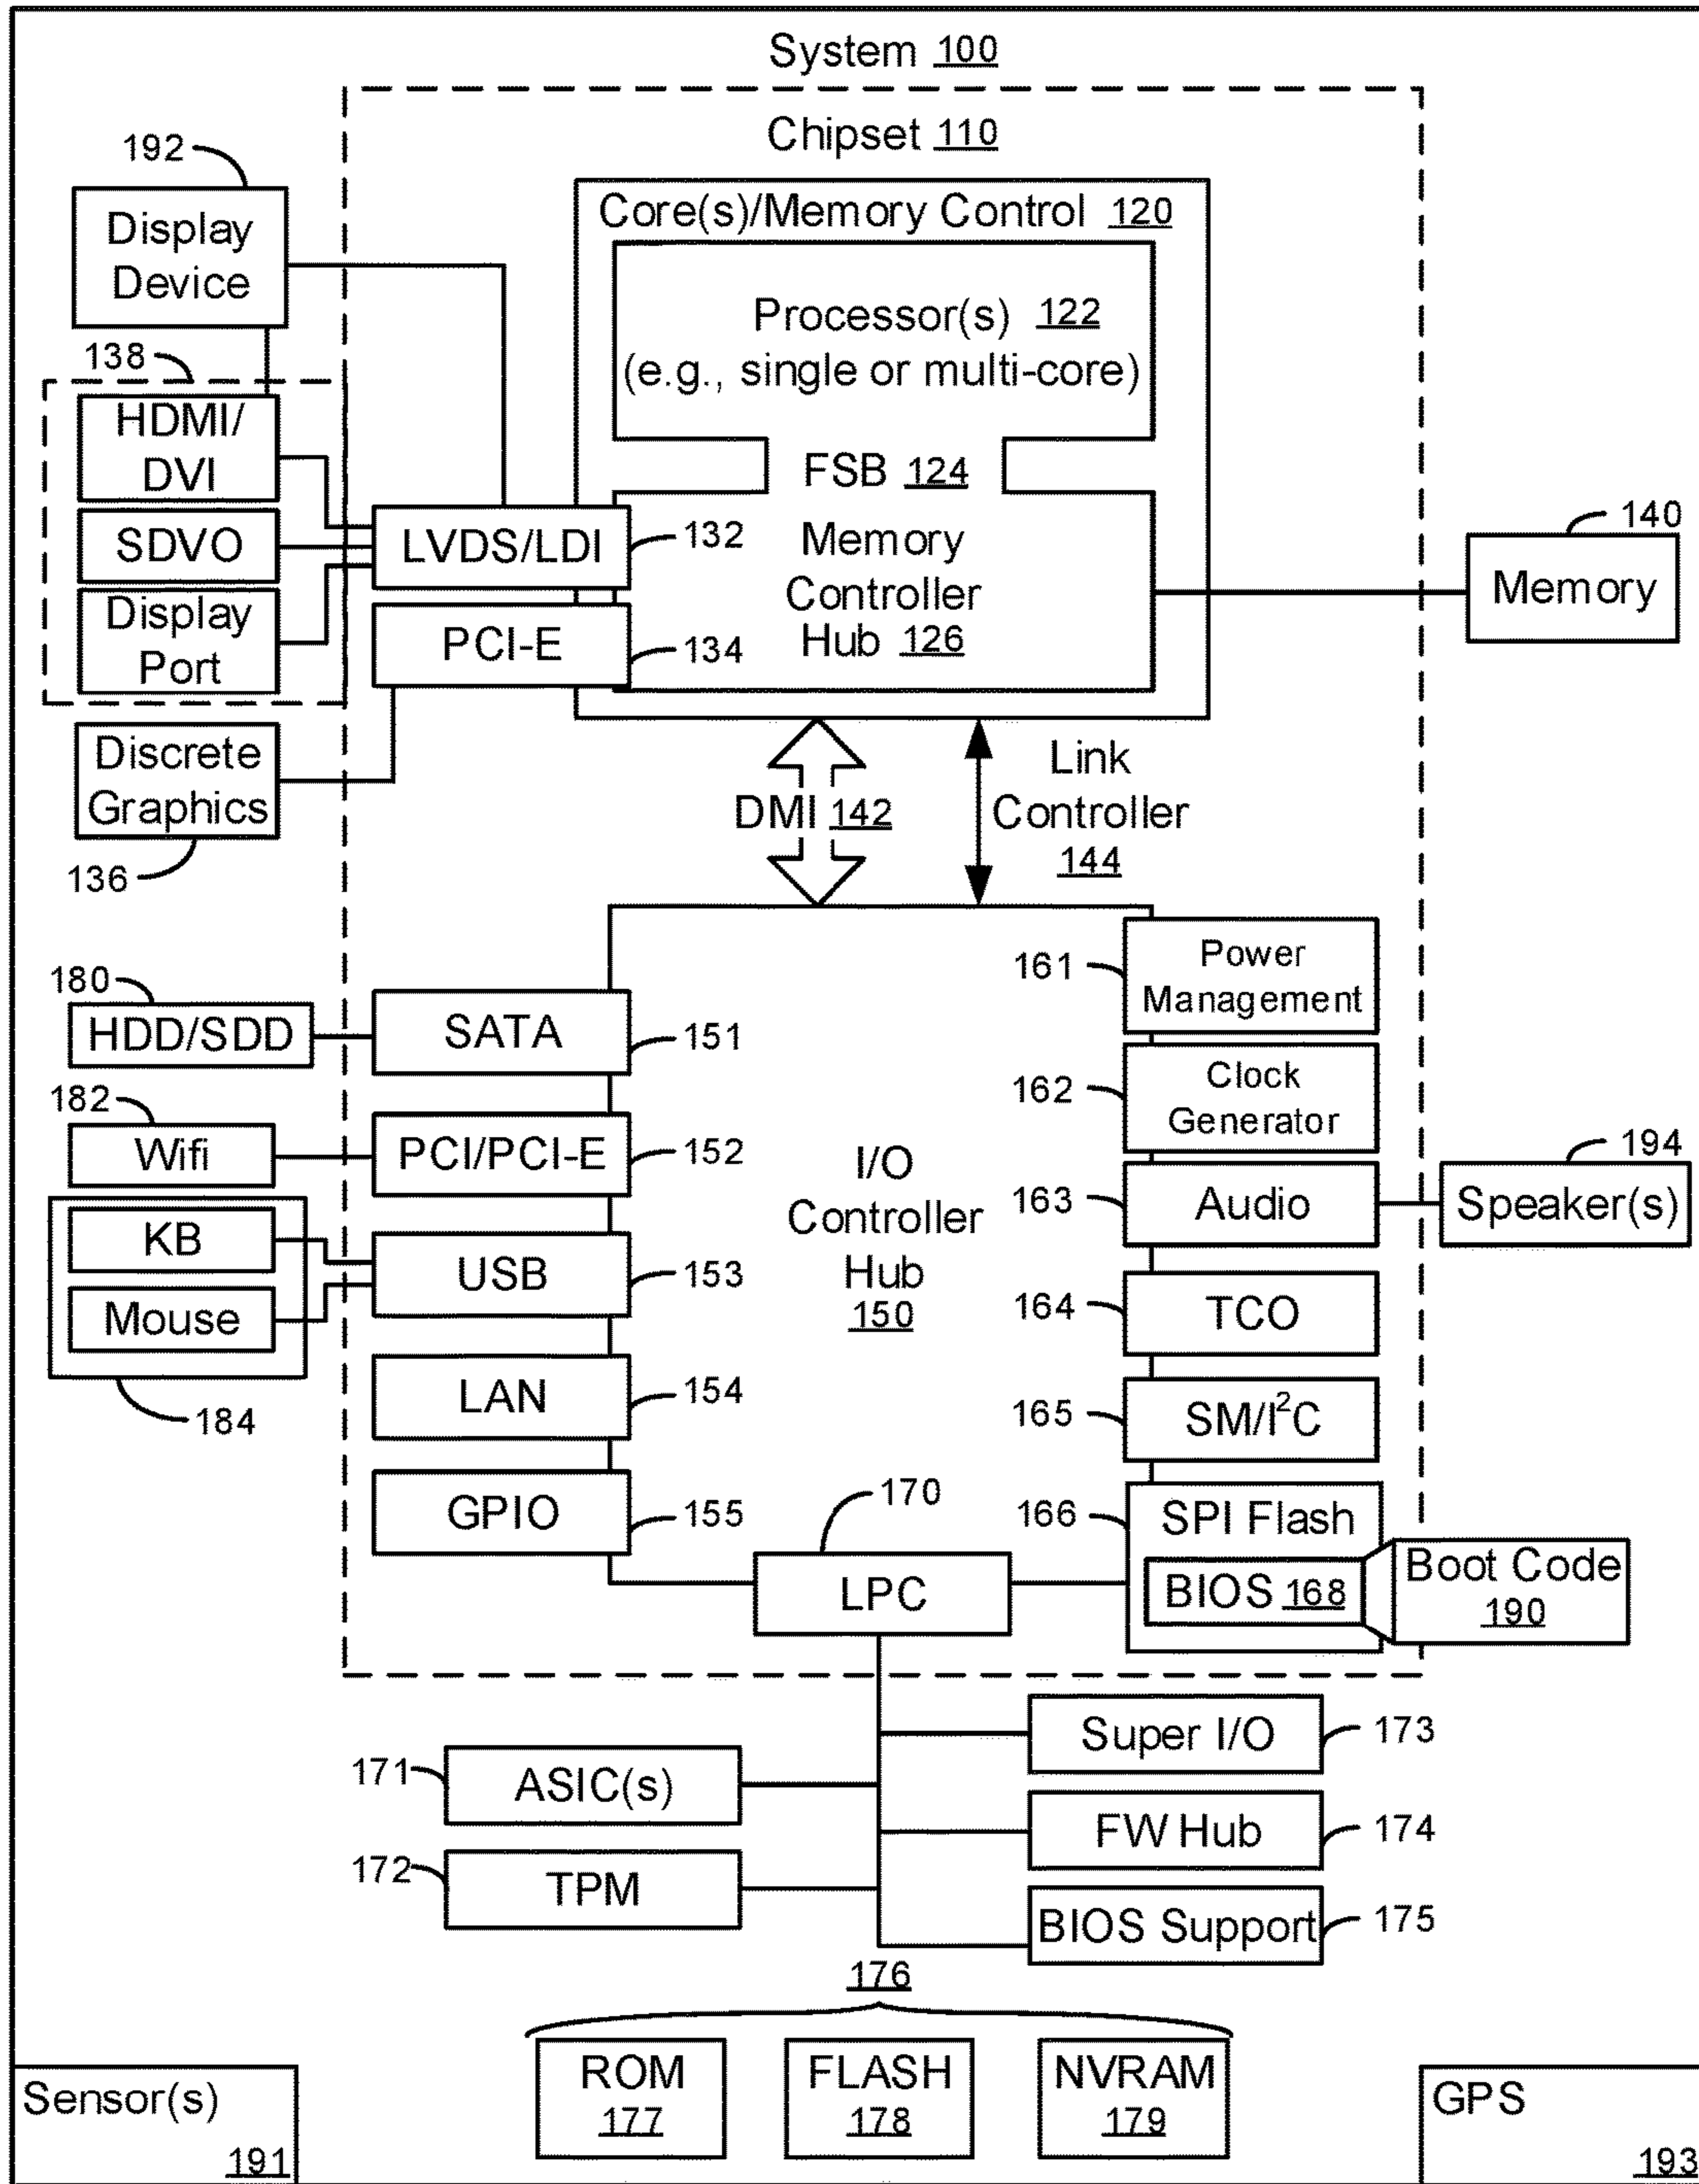 System 100
Chipset 110
192
Display
Device
Core(s)/Memory Control 120
Processor(s) 122
(e.g., single or multi-core)
138
HDMI/
DVI
SDVO
Display
Port
FSB 124
LVDS/LDI
132
Memory
Controller
Hub 126
PCI-E
134
140
Memory
Discrete
Graphics
136
DMI 142
Link
Controller
144
180
HDD/SDD
SATA
151
182
Wifi
PCI/PCI-E
152
KB
Mouse
184
USB
153
LAN
154
GPIO
155
I/O
Controller
Hub
150
161
Power
Management
162
Clock
Generator
163
Audio
194
Speaker(s)
164
TCO
165
SM/I²C
166
SPI Flash
BIOS 168
Boot Code
190
170
LPC
171
ASIC(s)
172
TPM
Super I/O
173
FW Hub
174
BIOS Support
175
176
ROM
177
FLASH
178
NVRAM
179
Sensor(s)
191
GPS
193